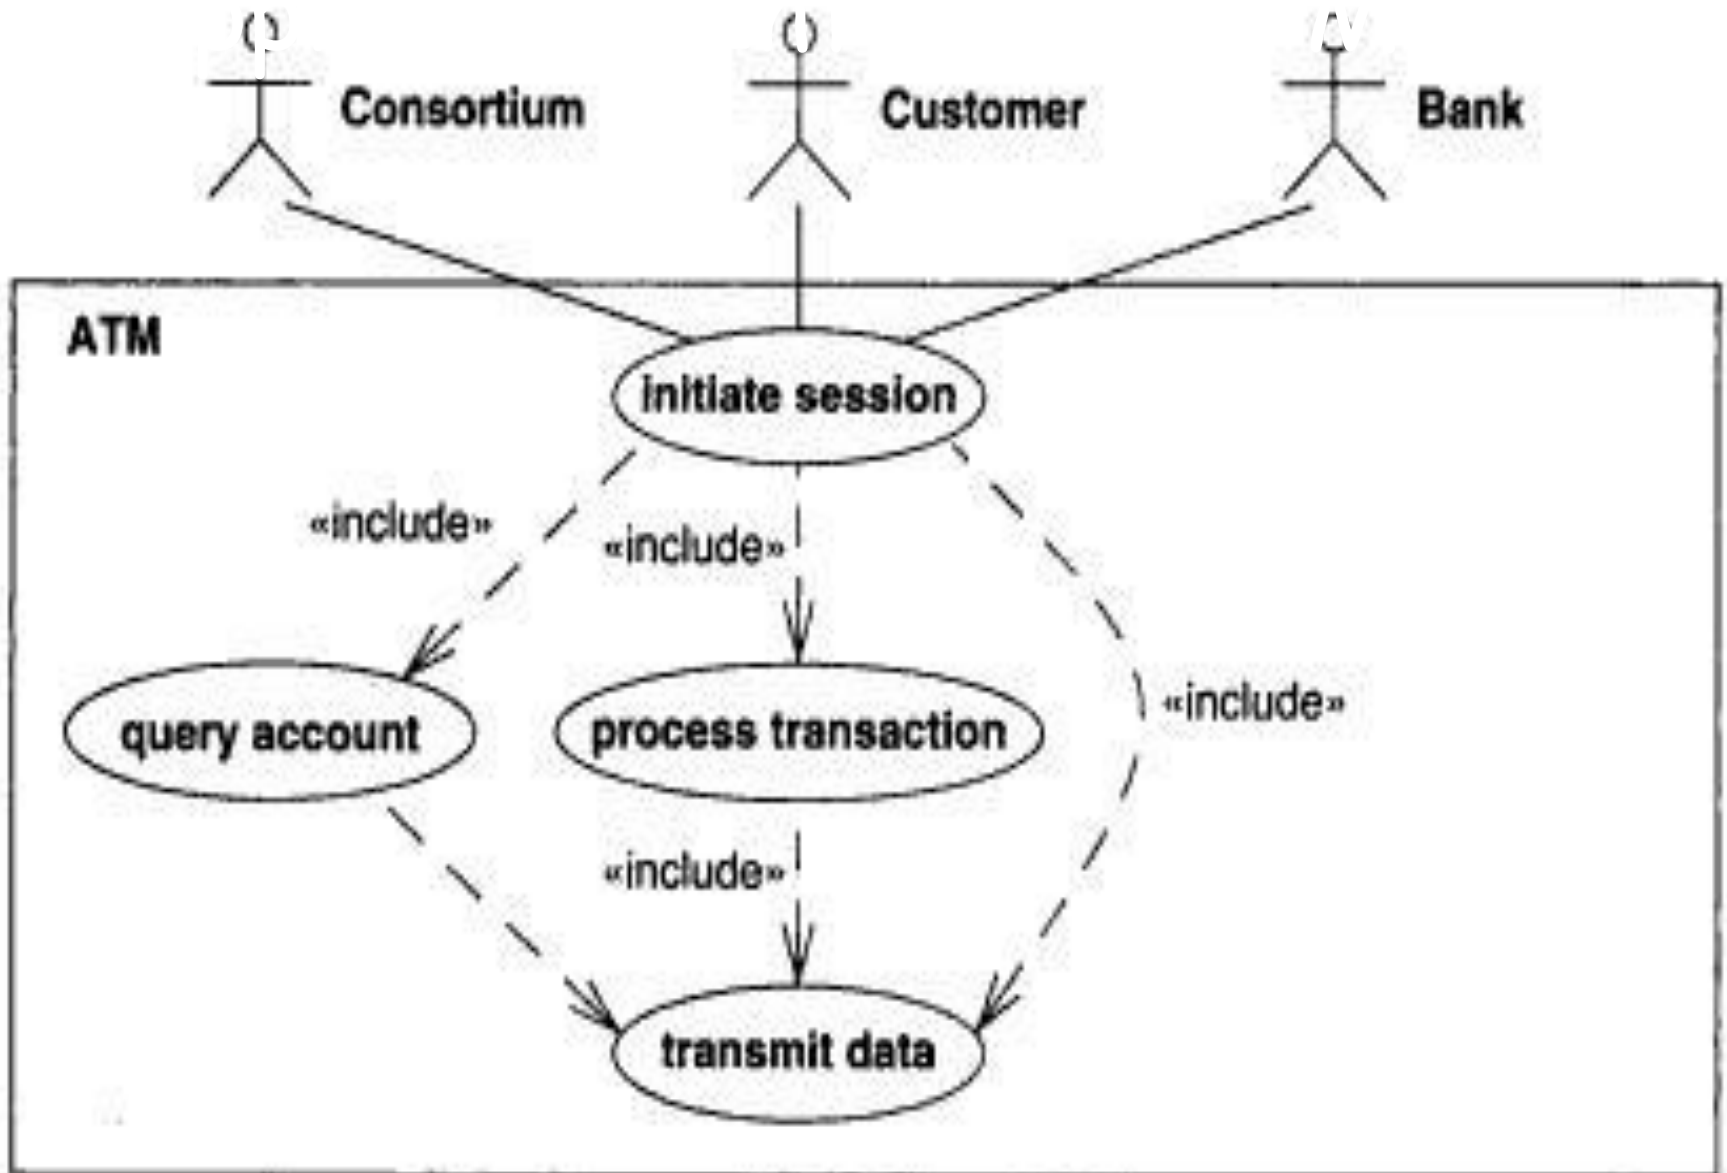 Consortium
Customer
Bank
ATM
initiate session
«include»
«include»
«include»
query account
process transaction
«include»
transmit data